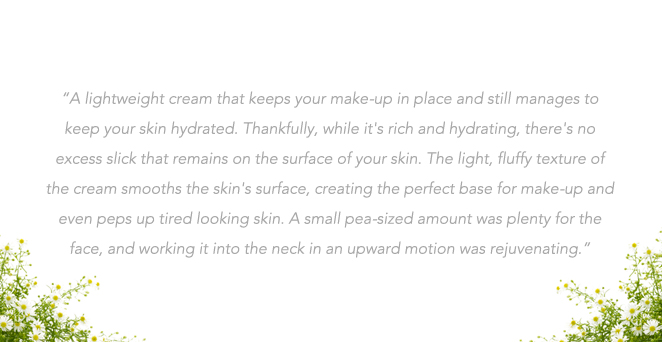 “A lightweight cream that keeps your make-up in place and still manages to
keep your skin hydrated. Thankfully, while it's rich and hydrating, there's no
excess slick that remains on the surface of your skin. The light, fluffy texture of
the cream smooths the skin's surface, creating the perfect base for make-up and
even peps up tired looking skin. A small pea-sized amount was plenty for the
face, and working it into the neck in an upward motion was rejuvenating.”